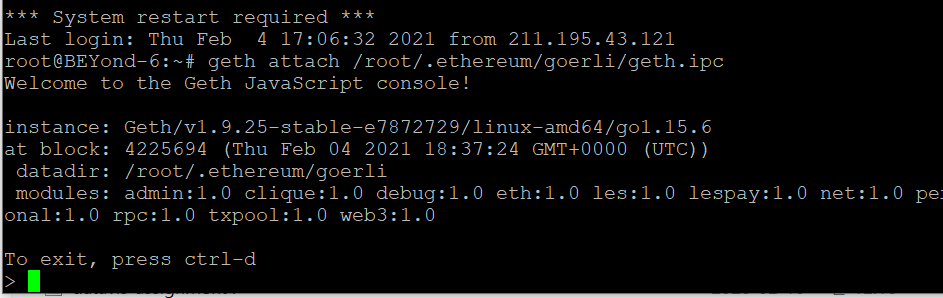 *** System restart required ***
Last login: Thu Feb  4 17:06:32 2021 from 211.195.43.121
root@BEYond-6:~# geth attach /root/.ethereum/goerli/geth.ipc
Welcome to the Geth JavaScript console!
instance: Geth/v1.9.25-stable-e7872729/linux-amd64/go1.15.6
at block: 4225694 (Thu Feb 04 2021 18:37:24 GMT+0000 (UTC))
 datadir: /root/.ethereum/goerli
 modules: admin:1.0 clique:1.0 debug:1.0 eth:1.0 les:1.0 lespay:1.0 net:1.0 per
onal:1.0 rpc:1.0 txpool:1.0 web3:1.0
To exit, press ctrl-d
>